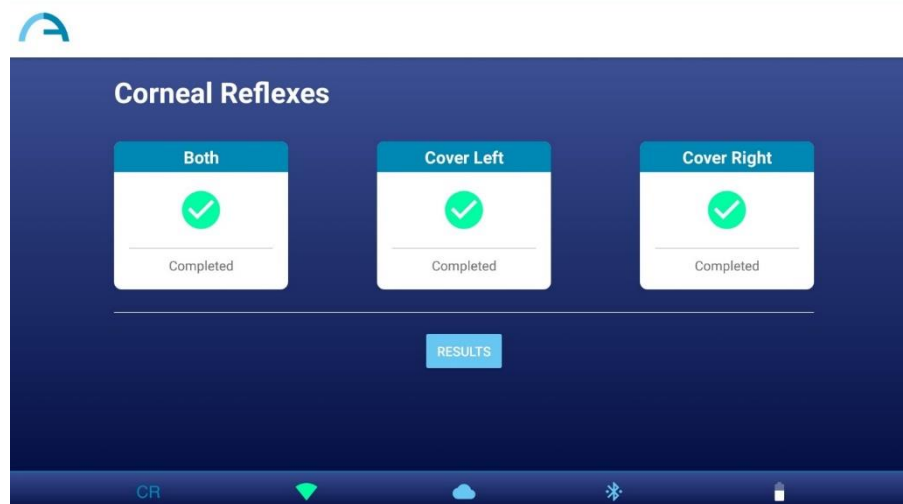 Corneal Reflexes
Both
Cover Left
Cover Right
Completed
Completed
Completed
RESULTS
CR